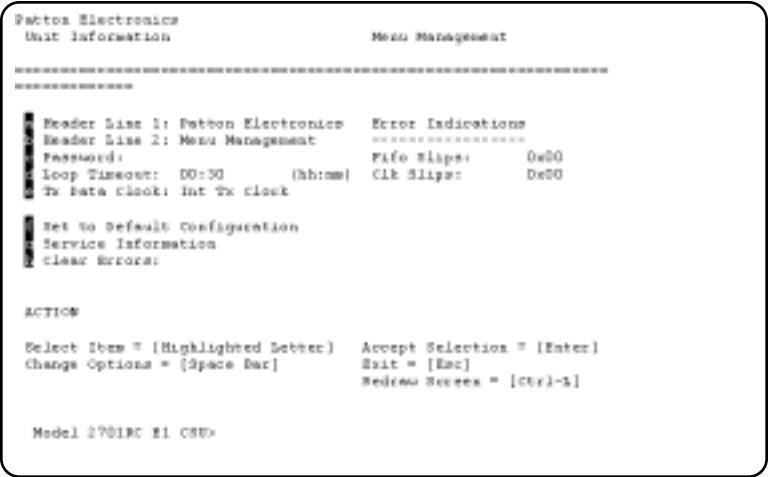 Patton Electronics
Unit Information Menu Management
==================================================================
=============
Header Line 1: Patton Electronics Error Indications
Header Line 2: Menu Management -----------------
Password: Fifo Slips: 0x00
Loop Timeout: 00:30 (hh:mm) Clk Slips: 0x00
Tx Data Clock: Int Tx Clock
Set to Default Configuration
Service Information
Clear Errors:
ACTION
Select Item = [Highlighted Letter] Accept Selection = [Enter]
Change Options = [Space Bar] Exit = [Esc]
Redraw Screen =
Model 2701RC E1 CSU>